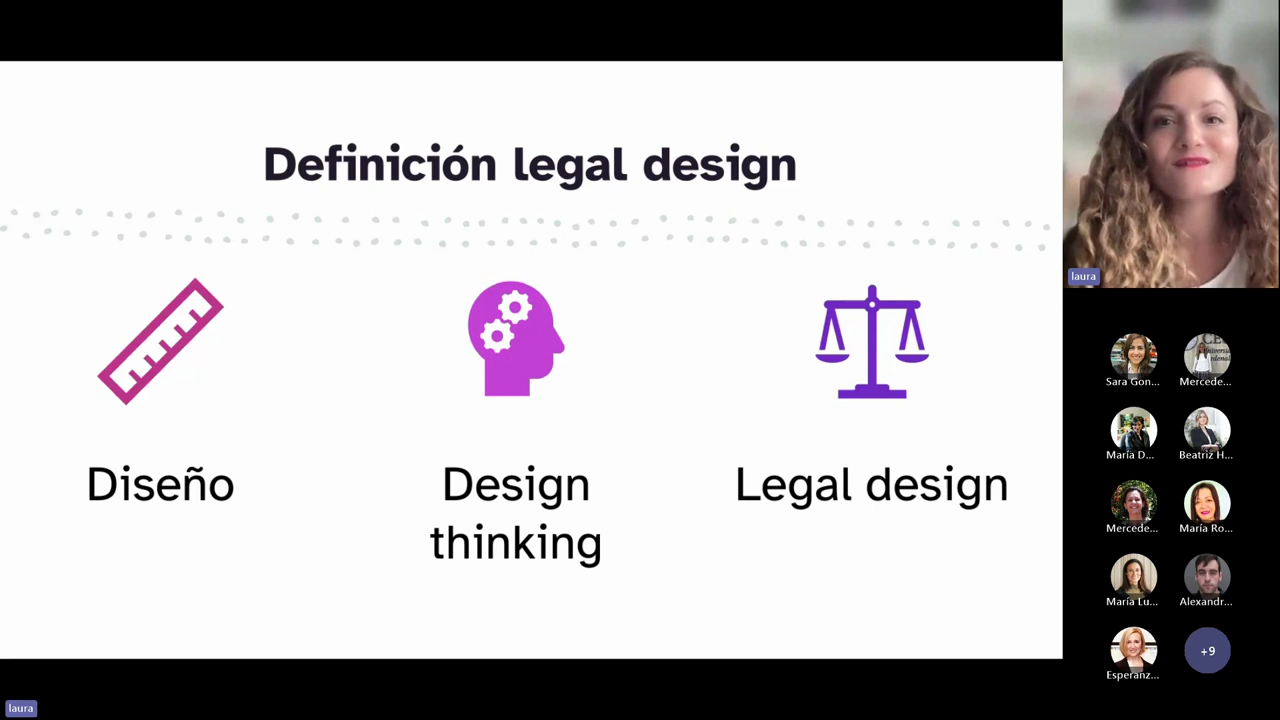 Definición legal design
Diseño
Design
thinking
Legal design
laura
Sara Gon...
Mercede...
María D...
Beatriz H...
Mercede...
María Ro...
María Lu...
Alexandr...
Esperanz...
+9
laura